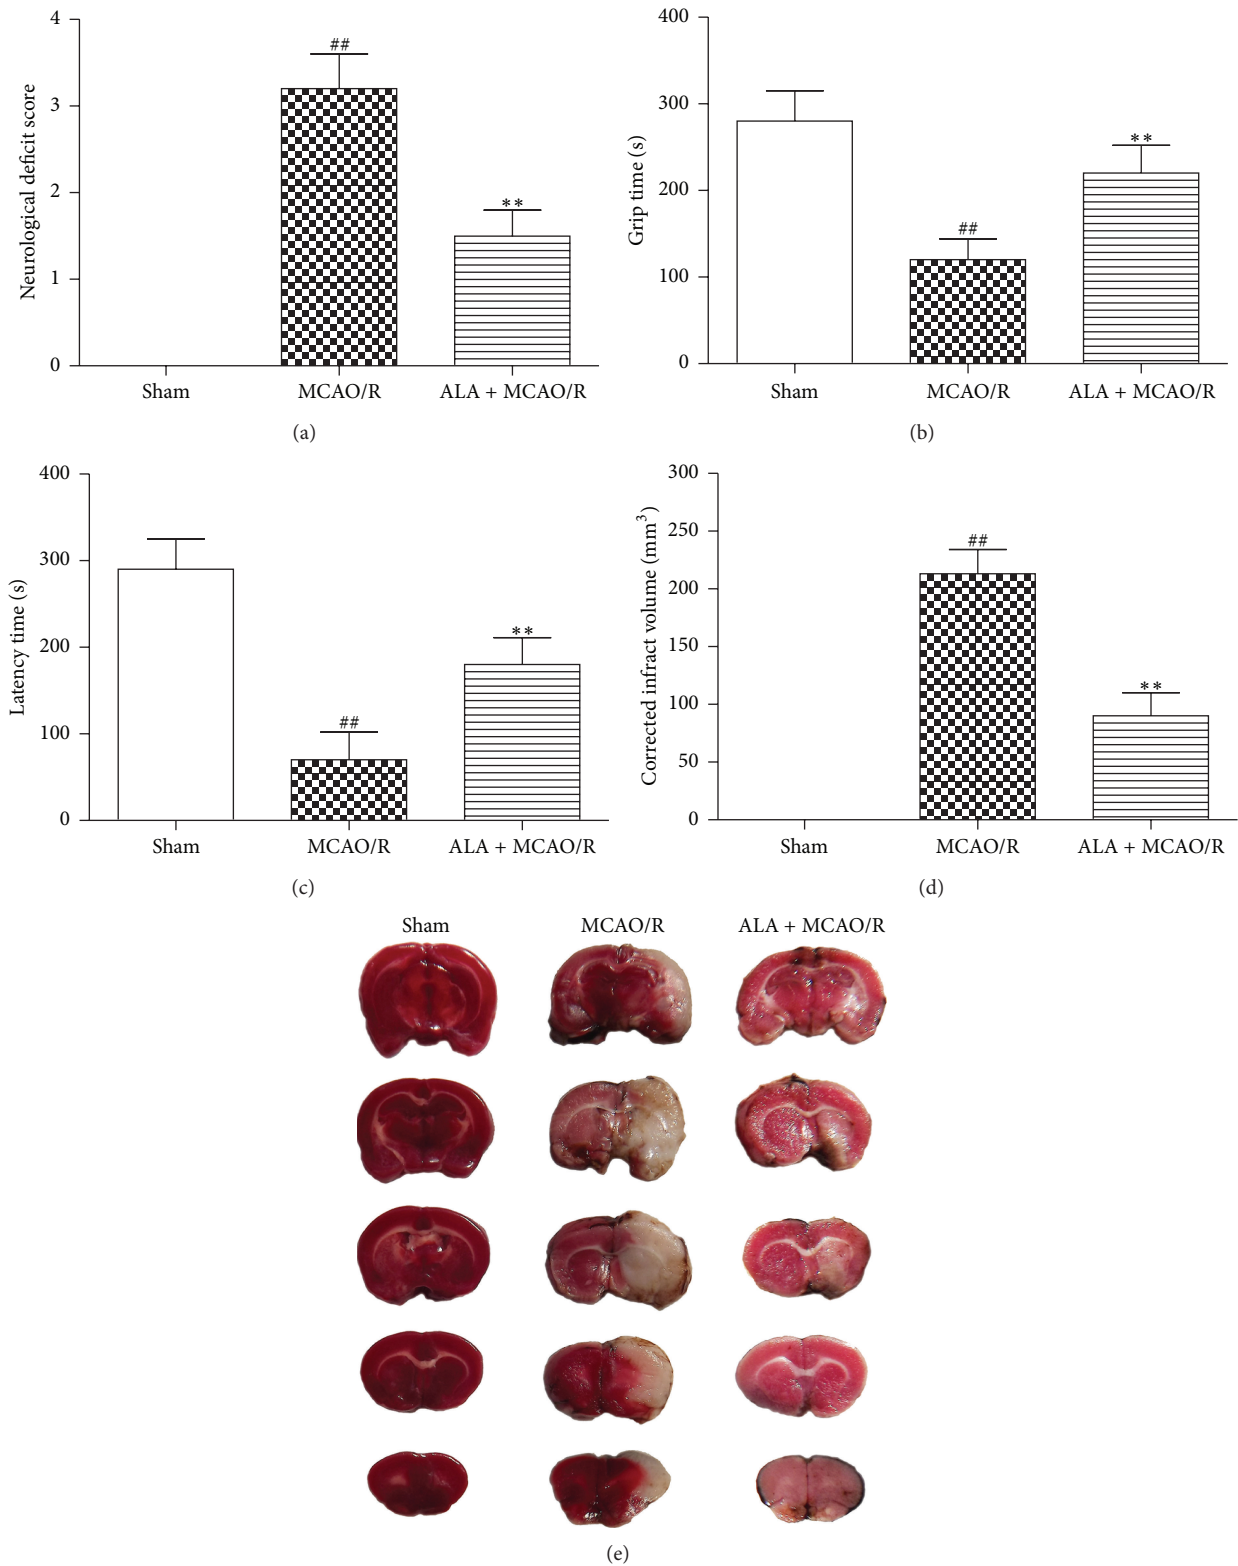 Neurological deficit score
4
3
2
1
0
##
**
Sham
MCAO/R
ALA + MCAO/R
(a)
Grip time (s)
400
300
200
100
0
##
**
Sham
MCAO/R
ALA + MCAO/R
(b)
Latency time (s)
400
300
200
100
0
##
**
Sham
MCAO/R
ALA + MCAO/R
(c)
Corrected infract volume (mm³)
300
250
200
150
100
50
0
##
**
Sham
MCAO/R
ALA + MCAO/R
(d)
Sham
MCAO/R
ALA + MCAO/R
(e)